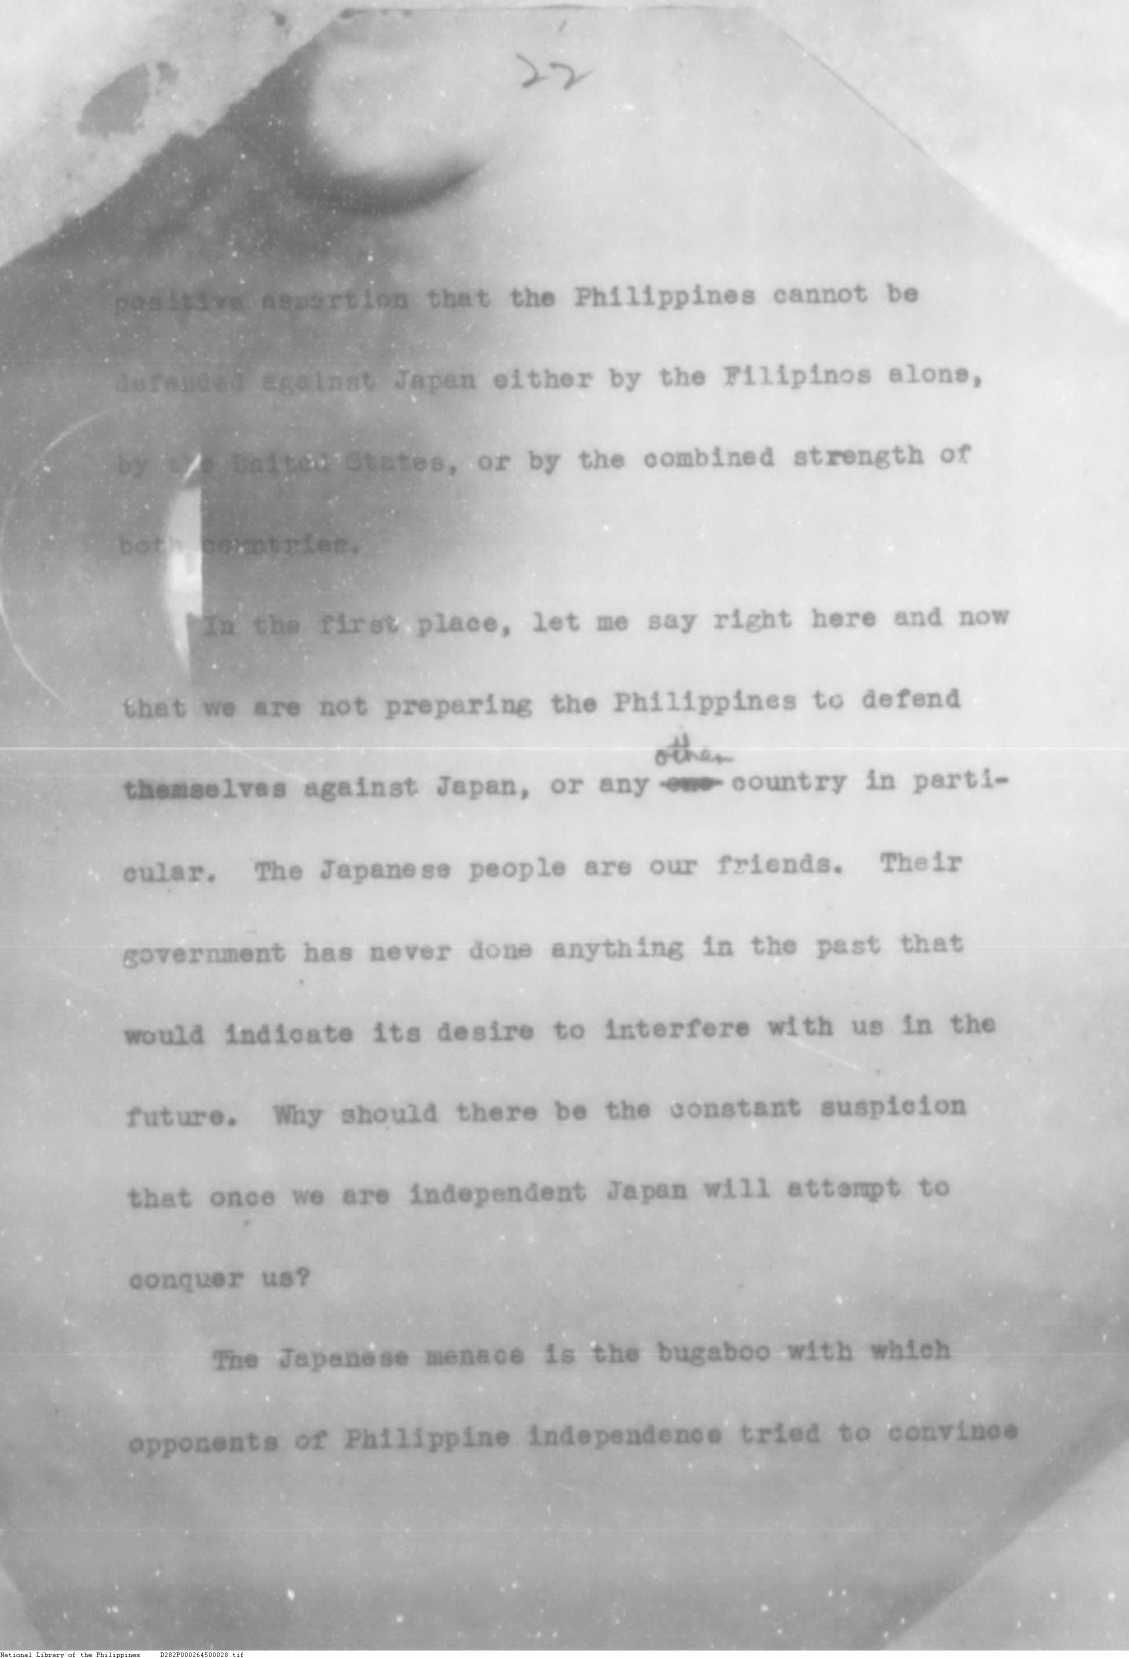 22
positive assertion that the Philippines cannot be
defended against Japan either by the Filipinos alone,
by the United States, or by the combined strength of
both countries.
In the first place, let me say right here and now
that we are not preparing the Philippines to defend
other
themselves against Japan, or any one country in parti-
cular. The Japanese people are our friends. Their
government has never done anything in the past that
would indicate its desire to interfere with us in the
future. Why should there be the constant suspicion
that once we are independent Japan will attempt to
conquer us?
The Japanese menace is the bugaboo with which
opponents of Philippine independence tried to convince
National Library of the Philippines D282P000264500028.tif